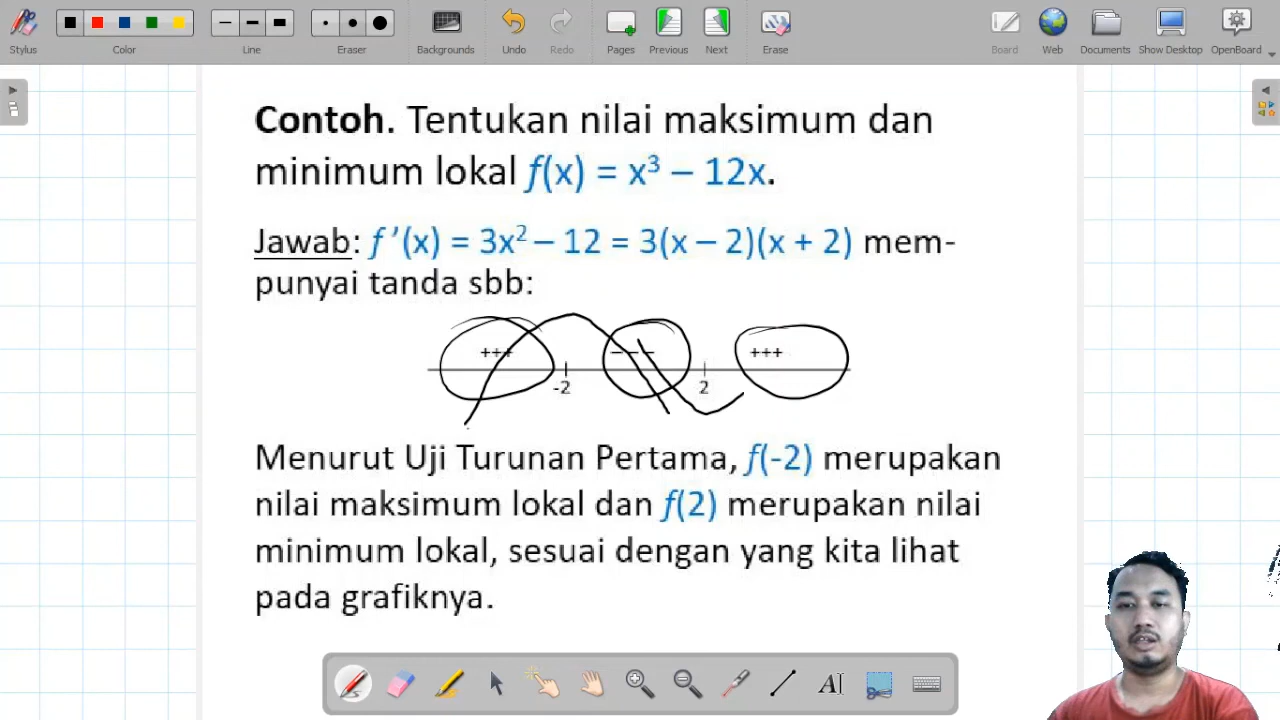 Stylus Color Line Eraser Backgrounds Undo Redo Pages Previous Next Erase Board Web Documents Show Desktop OpenBoard
Contoh. Tentukan nilai maksimum dan
minimum lokal f(x) = x³ – 12x.
Jawab: f ’(x) = 3x² – 12 = 3(x – 2)(x + 2) mem-
punyai tanda sbb:
+++ – – – +++
-2 2
Menurut Uji Turunan Pertama, f(-2) merupakan
nilai maksimum lokal dan f(2) merupakan nilai
minimum lokal, sesuai dengan yang kita lihat
pada grafiknya.